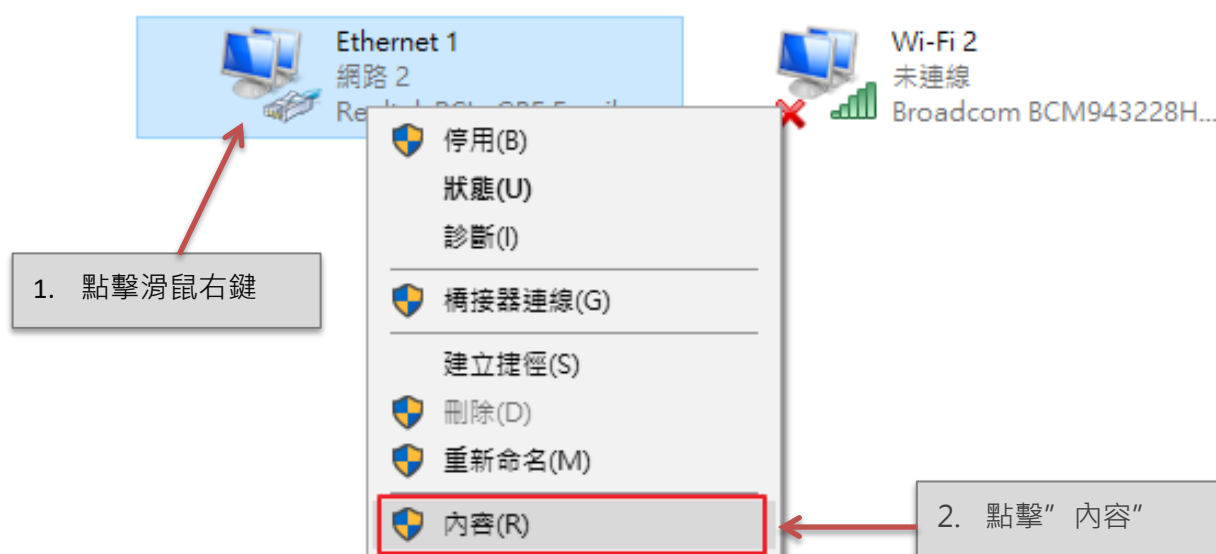 Ethernet 1
網路 2
Wi-Fi 2
未連線
Broadcom BCM943228H...
停用(B)
狀態(U)
診斷(I)
1. 點擊滑鼠右鍵
橋接器連線(G)
建立捷徑(S)
刪除(D)
重新命名(M)
內容(R)
2. 點擊” 內容”